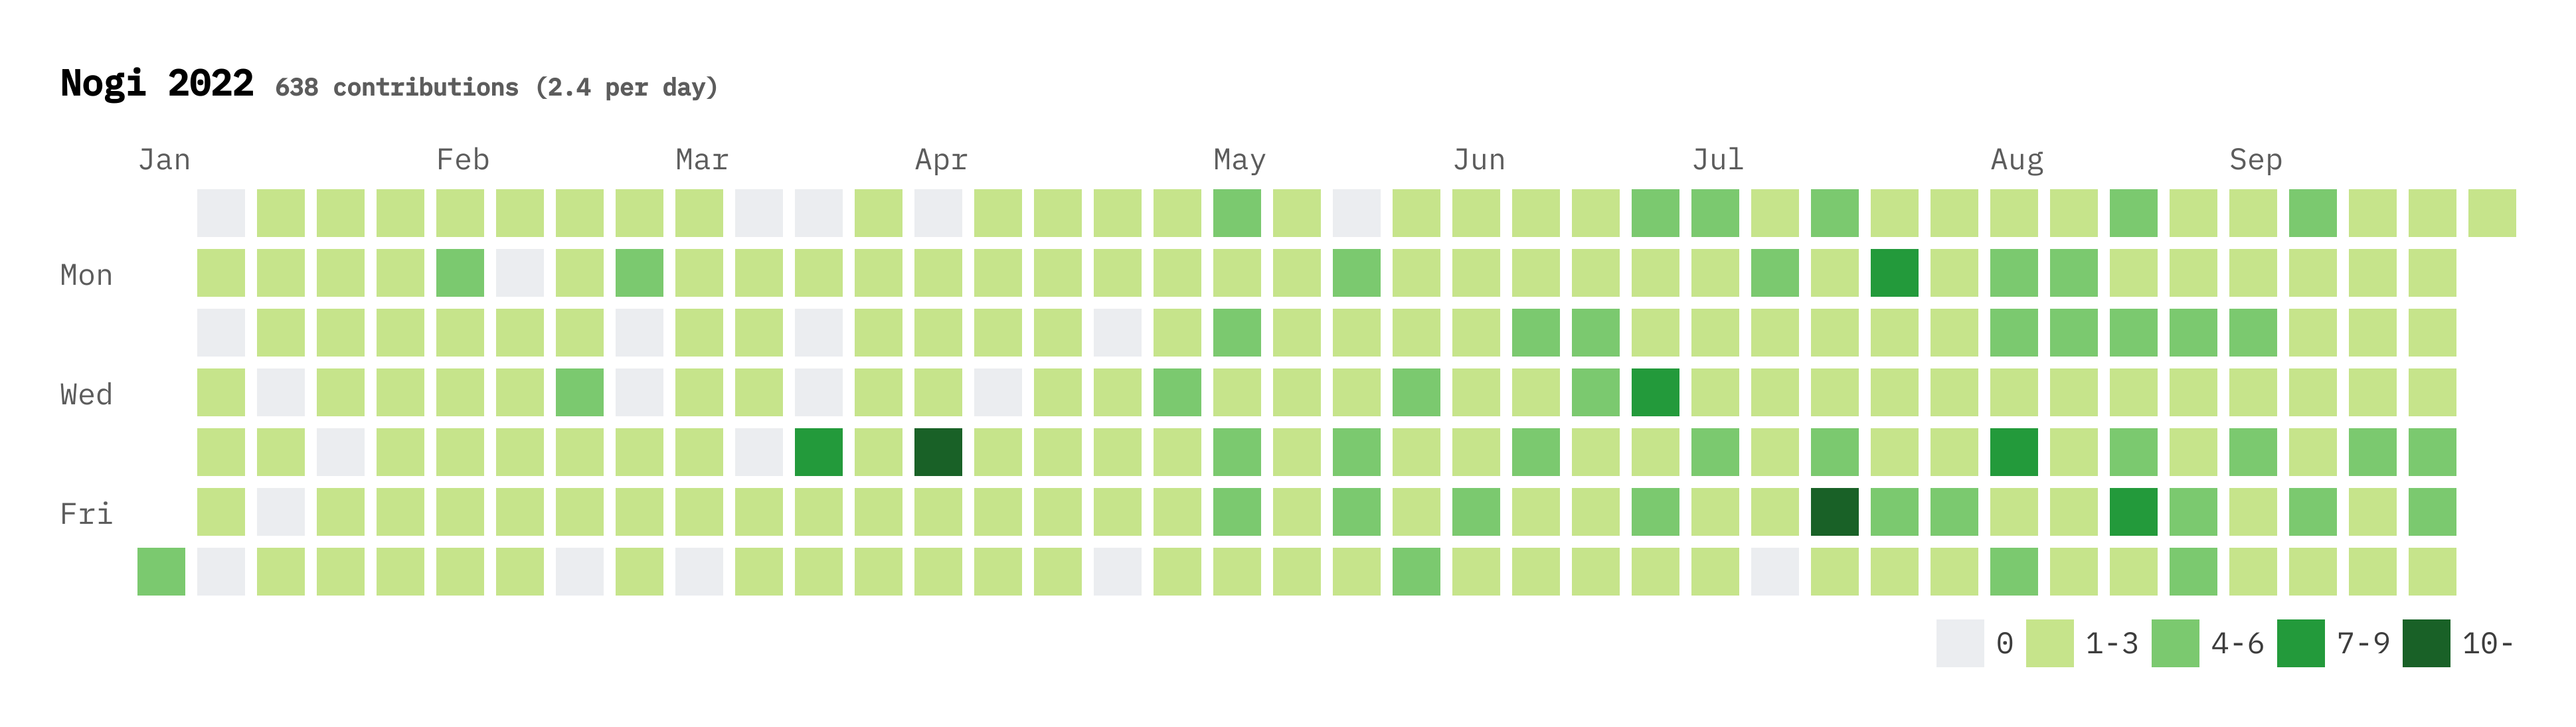 Nogi 2022 638 contributions (2.4 per day)
Jan Feb Mar Apr May Jun Jul Aug Sep
Mon
Wed
Fri
0 1-3 4-6 7-9 10-